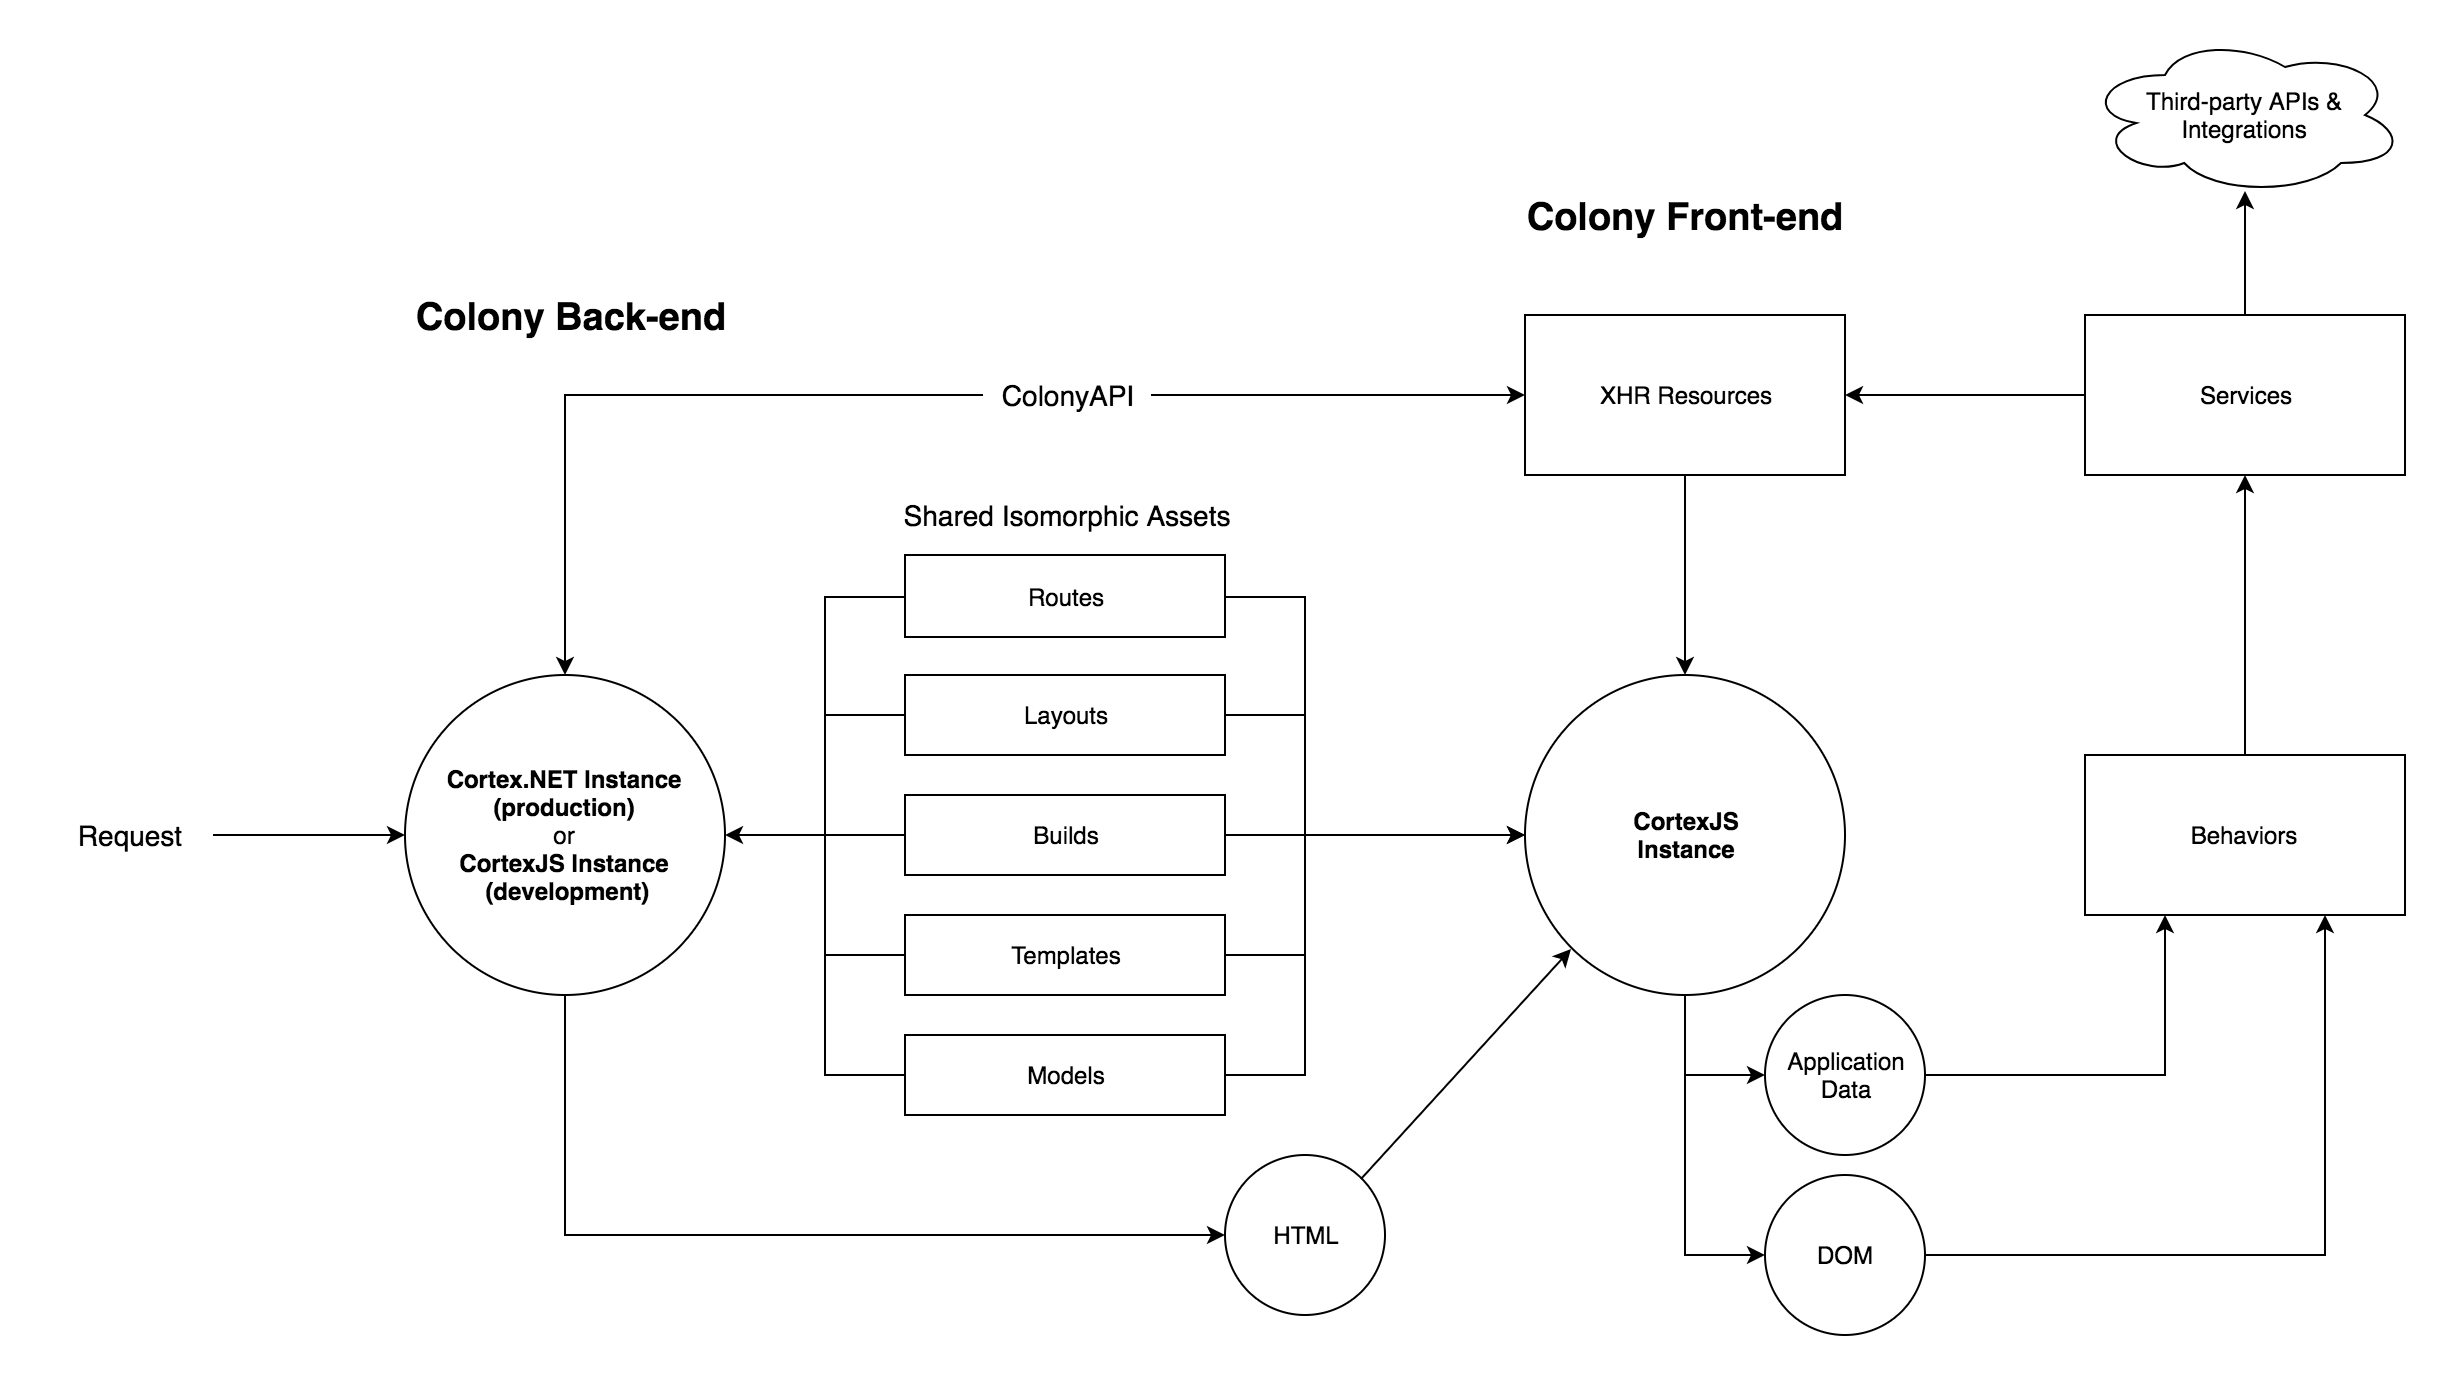 Third-party APIs &
Integrations
Colony Front-end
Colony Back-end
ColonyAPI
XHR Resources
Services
Shared Isomorphic Assets
Routes
Layouts
Request
Cortex.NET Instance
(production)
or
CortexJS Instance
(development)
Builds
CortexJS
Instance
Behaviors
Templates
Models
Application
Data
HTML
DOM